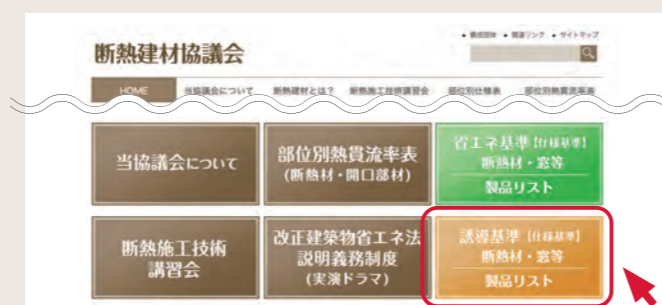 • 構成団体 • 関連リンク • サイトマップ
断熱建材協議会
HOME 当協議会について 断熱建材とは? 断熱施工技術講習会 部位別仕様表 部位別熱貫流率表
当協議会について
部位別熱貫流率表
(断熱材・開口部材)
省エネ基準【仕様基準】
断熱材・窓等
製品リスト
断熱施工技術
講習会
改正建築物省エネ法
説明義務制度
(実演ドラマ)
誘導基準【仕様基準】
断熱材・窓等
製品リスト